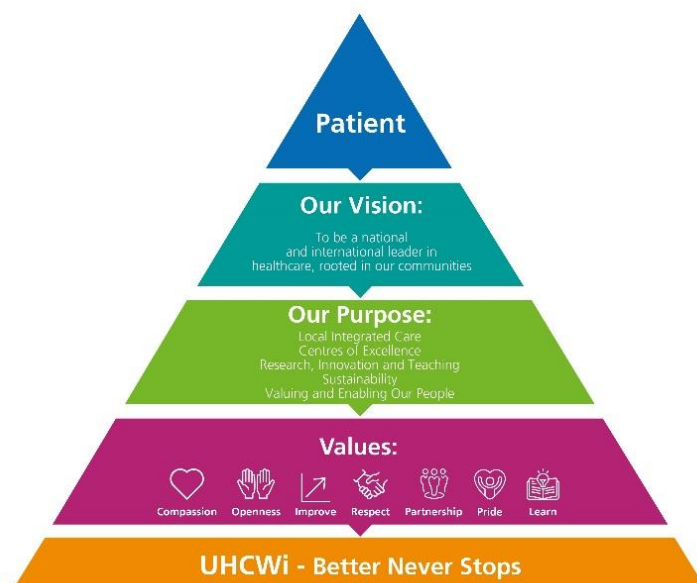 Patient
Our Vision:
To be a national
and international leader in
healthcare, rooted in our communities
Our Purpose:
Local Integrated Care
Centres of Excellence
Research, Innovation and Teaching
Sustainability
Valuing and Enabling Our People
Values:
Compassion Openness Improve Respect Partnership Pride Learn
UHCWi - Better Never Stops